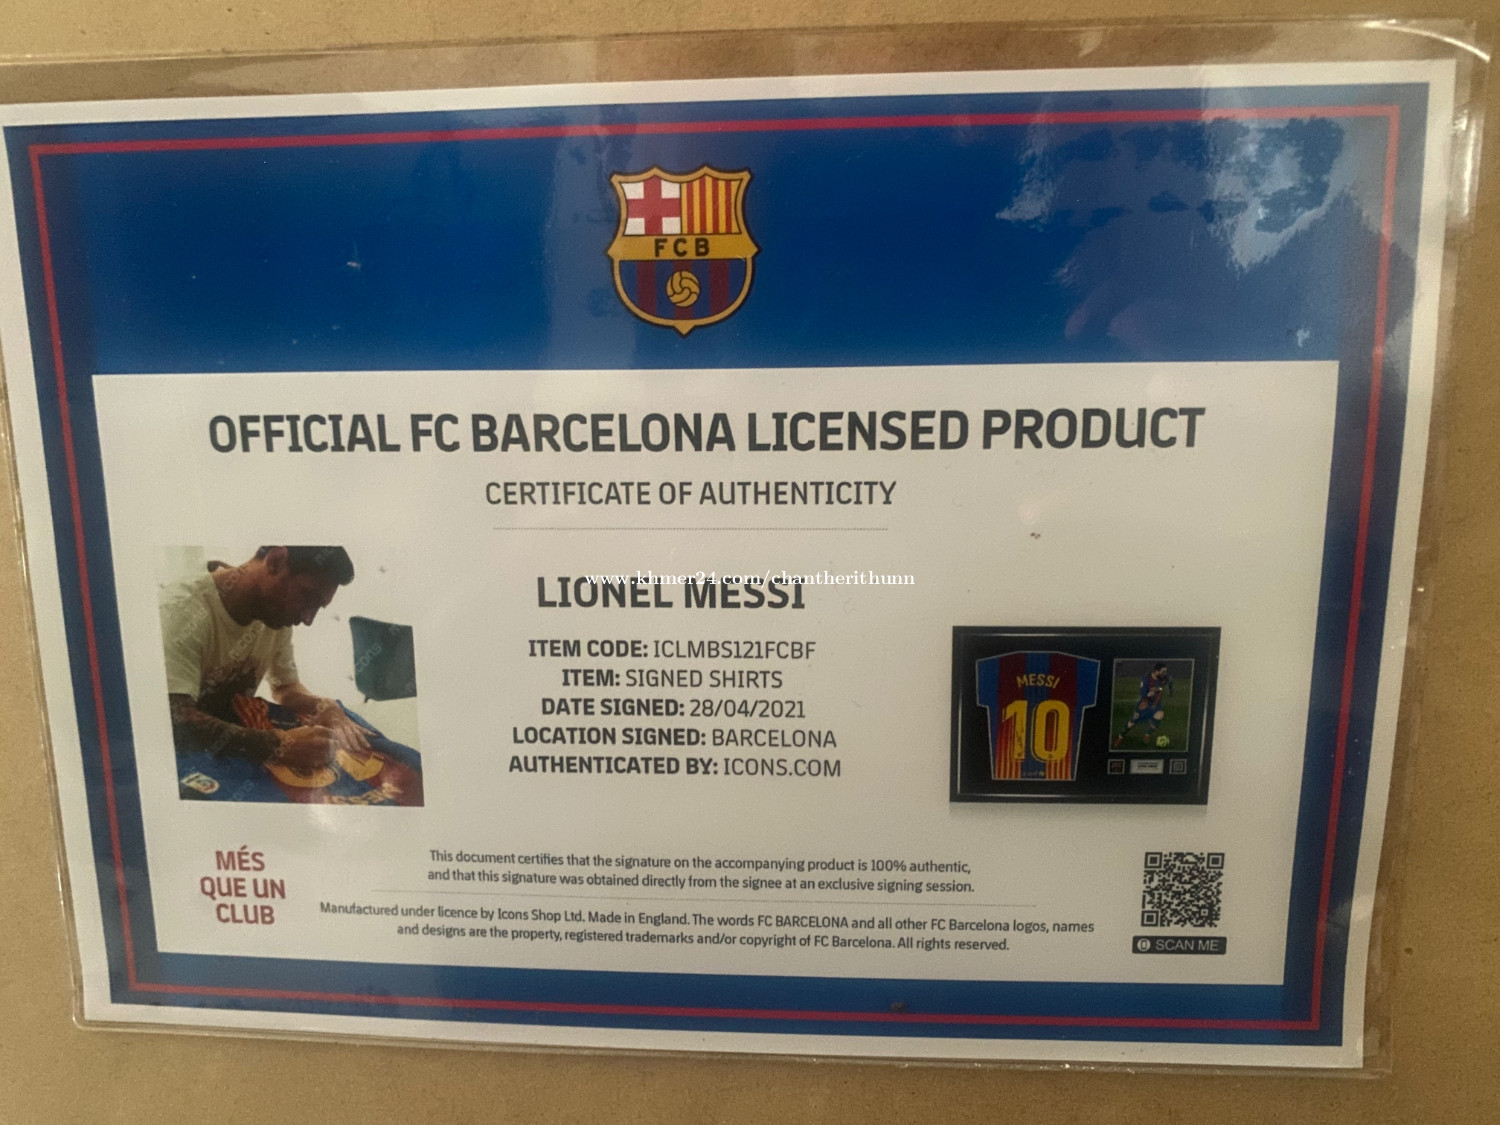 FCB
OFFICIAL FC BARCELONA LICENSED PRODUCT
CERTIFICATE OF AUTHENTICITY
www.khmer24.com/chantherithunn
LIONEL MESSI
ITEM CODE: ICLMBS121FCBF
ITEM: SIGNED SHIRTS
DATE SIGNED: 28/04/2021
LOCATION SIGNED: BARCELONA
AUTHENTICATED BY: ICONS.COM
MESSI
10
MESSI
MÉS
QUE UN
CLUB
This document certifies that the signature on the accompanying product is 100% authentic,
and that this signature was obtained directly from the signee at an exclusive signing session.
Manufactured under licence by Icons Shop Ltd. Made in England. The words FC BARCELONA and all other FC Barcelona logos, names
and designs are the property, registered trademarks and/or copyright of FC Barcelona. All rights reserved.
SCAN ME